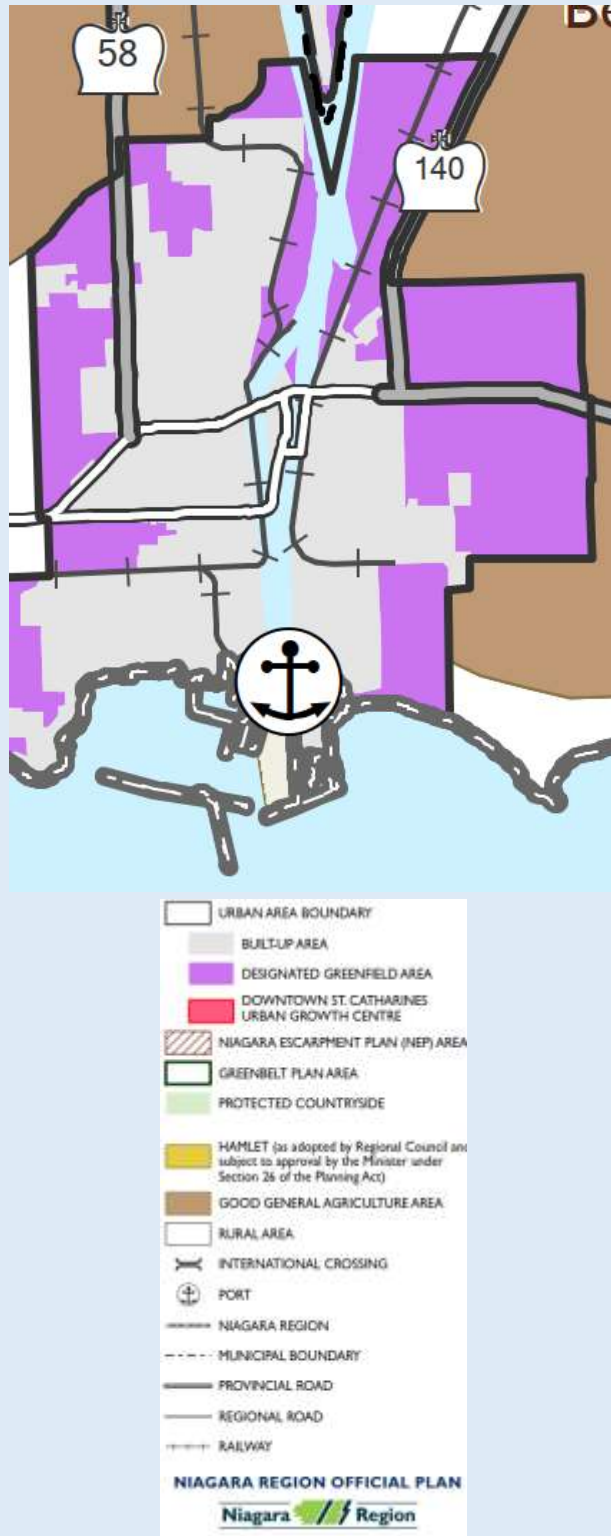 Be
58
140
URBAN AREA BOUNDARY
BUILT-UP AREA
DESIGNATED GREENFIELD AREA
DOWNTOWN ST. CATHARINES
URBAN GROWTH CENTRE
NIAGARA ESCARPMENT PLAN (NEP) AREA
GREENBELT PLAN AREA
PROTECTED COUNTRYSIDE
HAMLET (as adopted by Regional Council and
subject to approval by the Minister under
Section 26 of the Planning Act)
GOOD GENERAL AGRICULTURE AREA
RURAL AREA
INTERNATIONAL CROSSING
PORT
NIAGARA REGION
MUNICIPAL BOUNDARY
PROVINCIAL ROAD
REGIONAL ROAD
RAILWAY
NIAGARA REGION OFFICIAL PLAN
Niagara Region